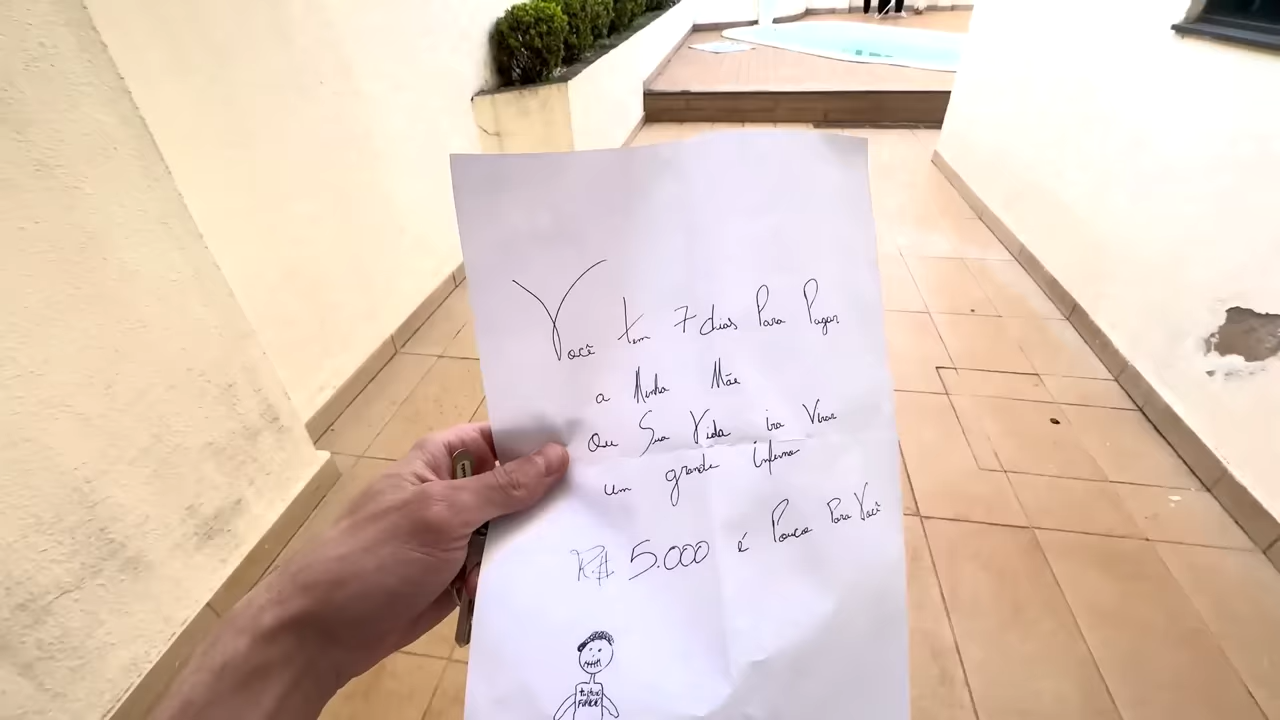 Você tem 7 dias Para Pagar
a Minha Mãe
Ou Sua Vida ira Virar
um grande inferno
R$ 5.000 é Pouco Para Você